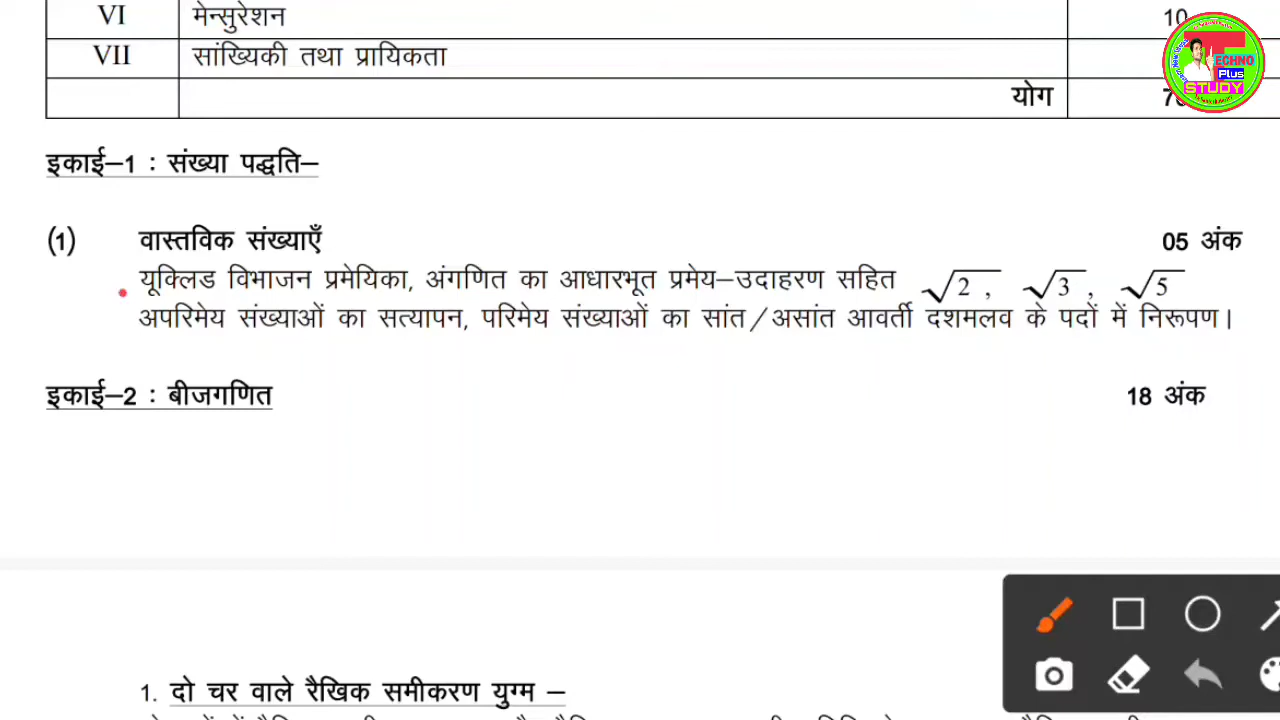 VI मेन्सुरेशन 10
VII सांख्यिकी तथा प्रायिकता
योग
ECHNO
Plus
STUDY
इकाई–1 : संख्या पद्धति–
(1) वास्तविक संख्याएँ 05 अंक
यूक्लिड विभाजन प्रमेयिका, अंगणित का आधारभूत प्रमेय–उदाहरण सहित √2 , √3 , √5
अपरिमेय संख्याओं का सत्यापन, परिमेय संख्याओं का सांत/असांत आवर्ती दशमलव के पदों में निरूपण।
इकाई–2 : बीजगणित 18 अंक
1. दो चर वाले रैखिक समीकरण युग्म –